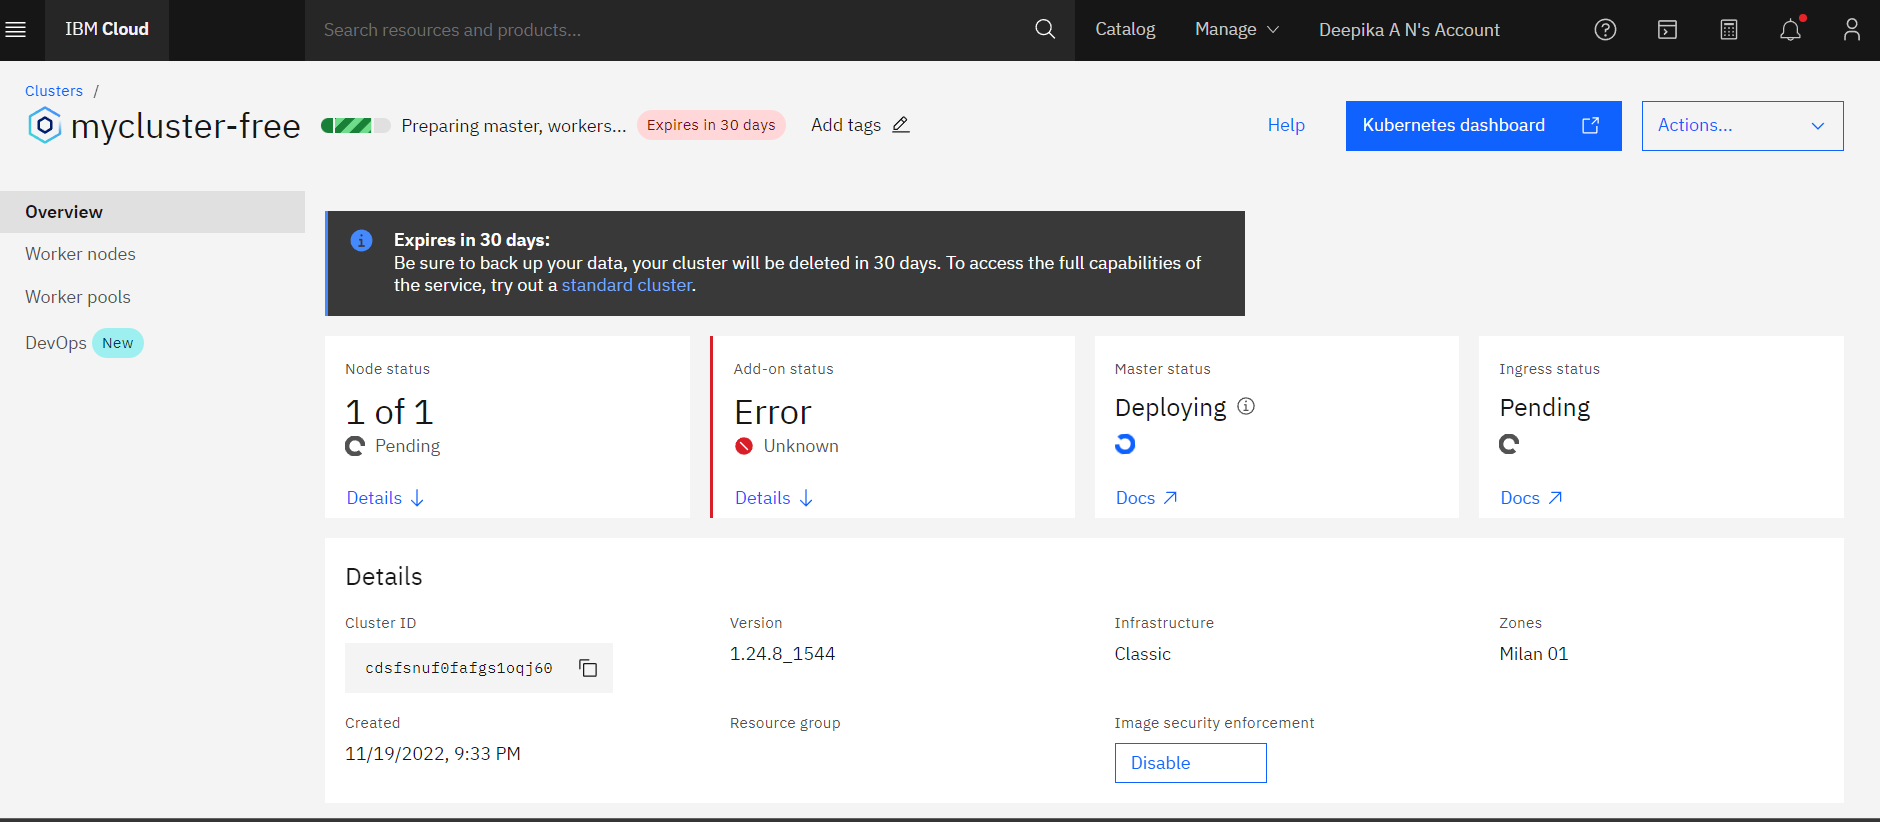 IBM Cloud
Search resources and products...
Catalog
Manage
Deepika A N's Account
Clusters /
mycluster-free
Preparing master, workers...
Expires in 30 days
Add tags
Help
Kubernetes dashboard
Actions...
Overview
Worker nodes
Worker pools
DevOps New
Expires in 30 days:
Be sure to back up your data, your cluster will be deleted in 30 days. To access the full capabilities of
the service, try out a standard cluster.
Node status
1 of 1
Pending
Details
Add-on status
Error
Unknown
Details
Master status
Deploying
Docs
Ingress status
Pending
Docs
Details
Cluster ID
cdsfsnuf0fafgs1oqj60
Version
1.24.8_1544
Infrastructure
Classic
Zones
Milan 01
Created
11/19/2022, 9:33 PM
Resource group
Image security enforcement
Disable